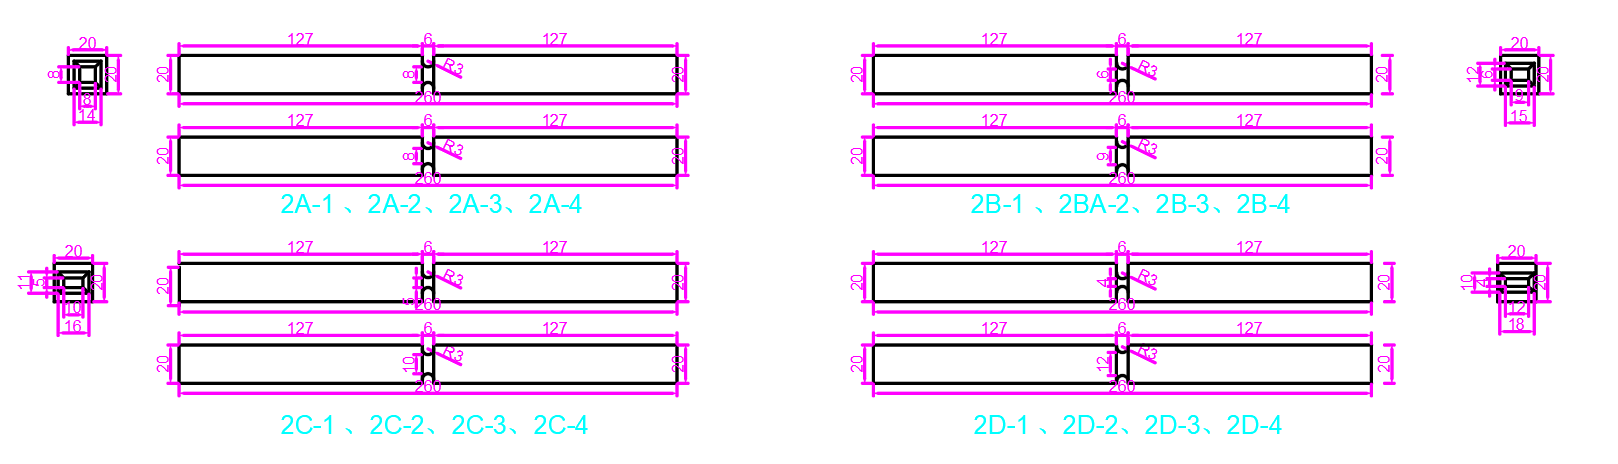 20
8
20
8
14
127 6 127
20 8 R3 20
260
127 6 127
20 8 R3 20
260
2A-1、2A-2、2A-3、2A-4
127 6 127
20 6 R3 20
260
127 6 127
20 9 R3 20
260
2B-1、2BA-2、2B-3、2B-4
20
12 6 20
9
15
20
11 5 20
10
16
127 6 127
20 5 R3 20
260
127 6 127
20 10 R3 20
260
2C-1、2C-2、2C-3、2C-4
127 6 127
20 4 R3 20
260
127 6 127
20 12 R3 20
260
2D-1、2D-2、2D-3、2D-4
20
10 4 20
12
18